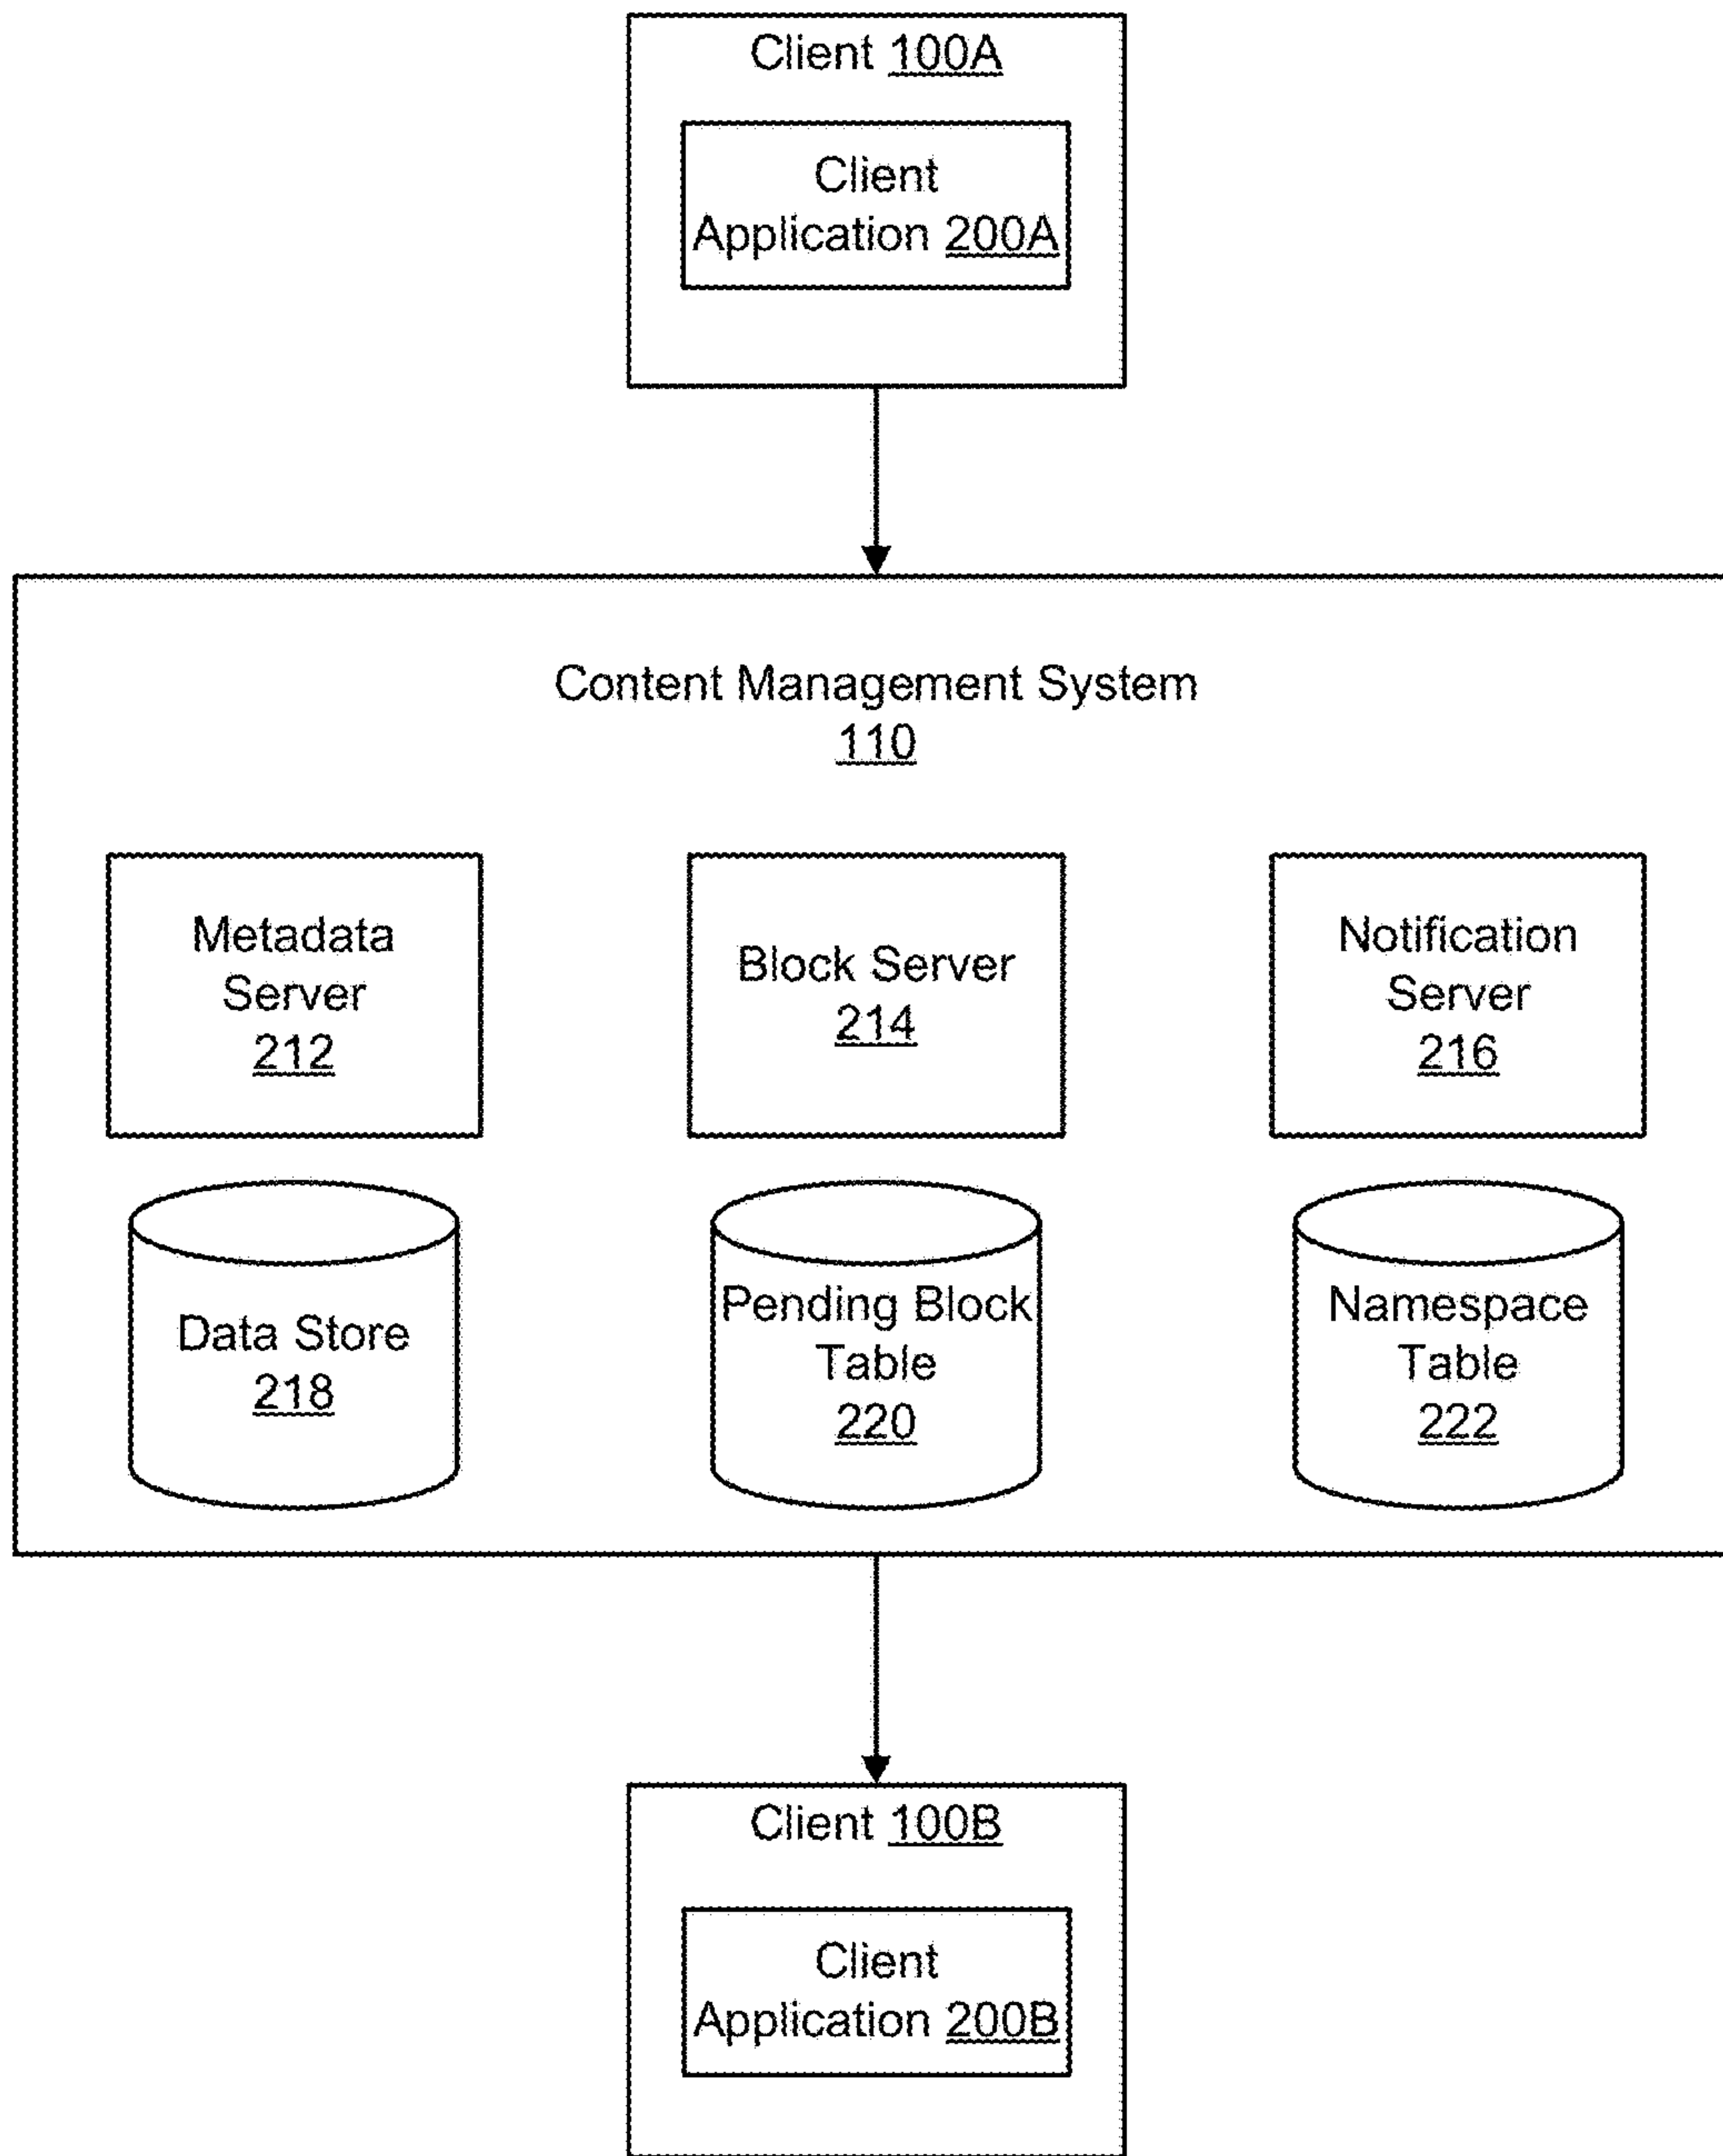 Client 100A
Client
Application 200A
Content Management System
110
Metadata
Server
212
Block Server
214
Notification
Server
216
Data Store
218
Pending Block
Table
220
Namespace
Table
222
Client 100B
Client
Application 200B